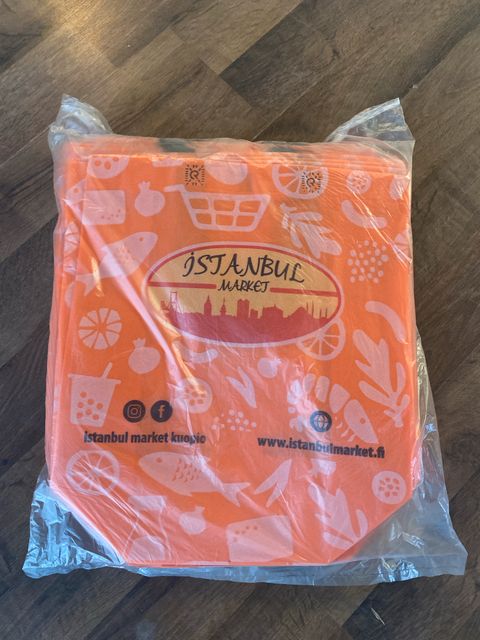 İSTANBUL
MARKET
istanbul market kuopio
www.istanbulmarket.fi